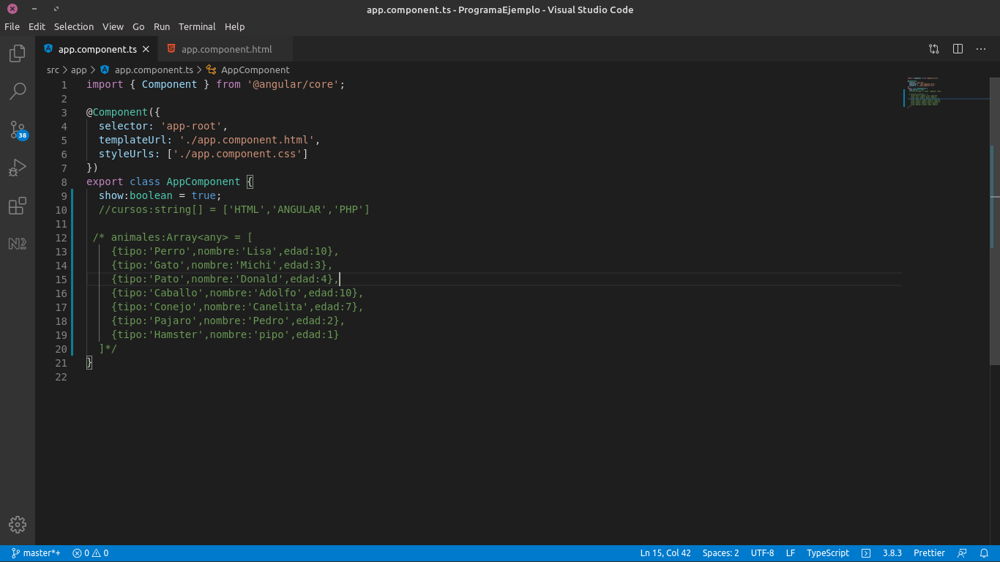 app.component.ts - ProgramaEjemplo - Visual Studio Code
File Edit Selection View Go Run Terminal Help
app.component.ts app.component.html
src > app > app.component.ts > AppComponent
1 import { Component } from '@angular/core';
2
3 @Component({
4   selector: 'app-root',
5   templateUrl: './app.component.html',
6   styleUrls: ['./app.component.css']
7 })
8 export class AppComponent {
9   show:boolean = true;
10   //cursos:string[] = ['HTML','ANGULAR','PHP']
11
12  /* animales:Array<any> = [
13     {tipo:'Perro',nombre:'Lisa',edad:10},
14     {tipo:'Gato',nombre:'Michi',edad:3},
15     {tipo:'Pato',nombre:'Donald',edad:4},
16     {tipo:'Caballo',nombre:'Adolfo',edad:10},
17     {tipo:'Conejo',nombre:'Canelita',edad:7},
18     {tipo:'Pajaro',nombre:'Pedro',edad:2},
19     {tipo:'Hamster',nombre:'pipo',edad:1}
20   ]*/
21 }
22
38
master*+ 0 0 Ln 15, Col 42 Spaces: 2 UTF-8 LF TypeScript 3.8.3 Prettier